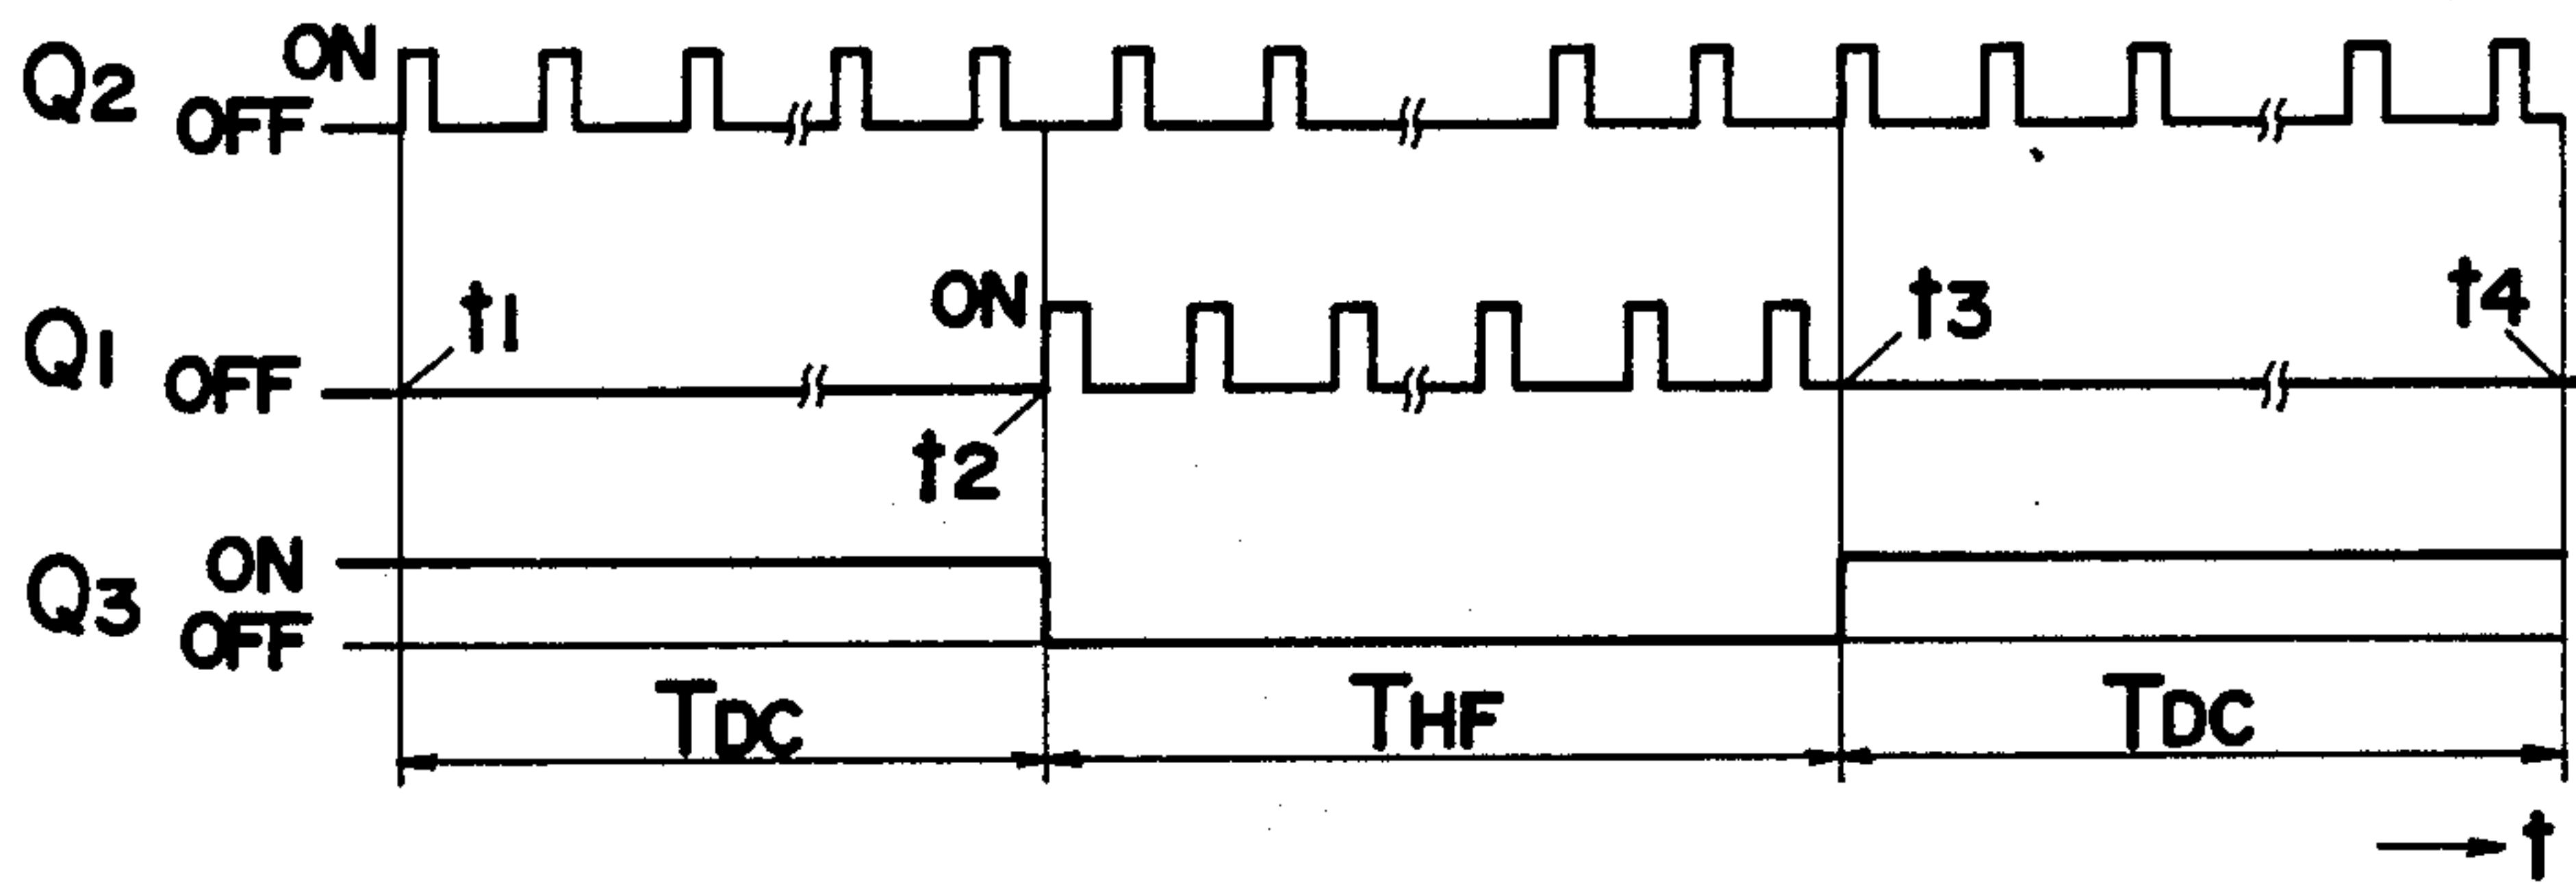 Q2 ON
OFF
Q1 OFF
t1
ON
t2
t3
t4
Q3 ON
OFF
TDC THF TDC
t